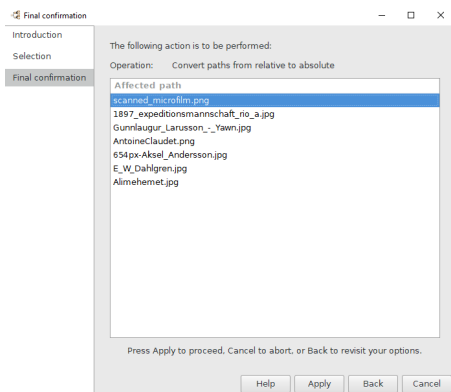 Final confirmation
Introduction
Selection
Final confirmation
The following action is to be performed:
Operation: Convert paths from relative to absolute
Affected path
scanned_microfilm.png
1897_expeditionsmannschaft_rio_a.jpg
Gunnlaugur_Larusson_-_Yawn.jpg
AntoineClaudet.png
654px-Aksel_Andersson.jpg
E_W_Dahlgren.jpg
Alimehemet.jpg
Press Apply to proceed, Cancel to abort, or Back to revisit your options.
Help Apply Back Cancel